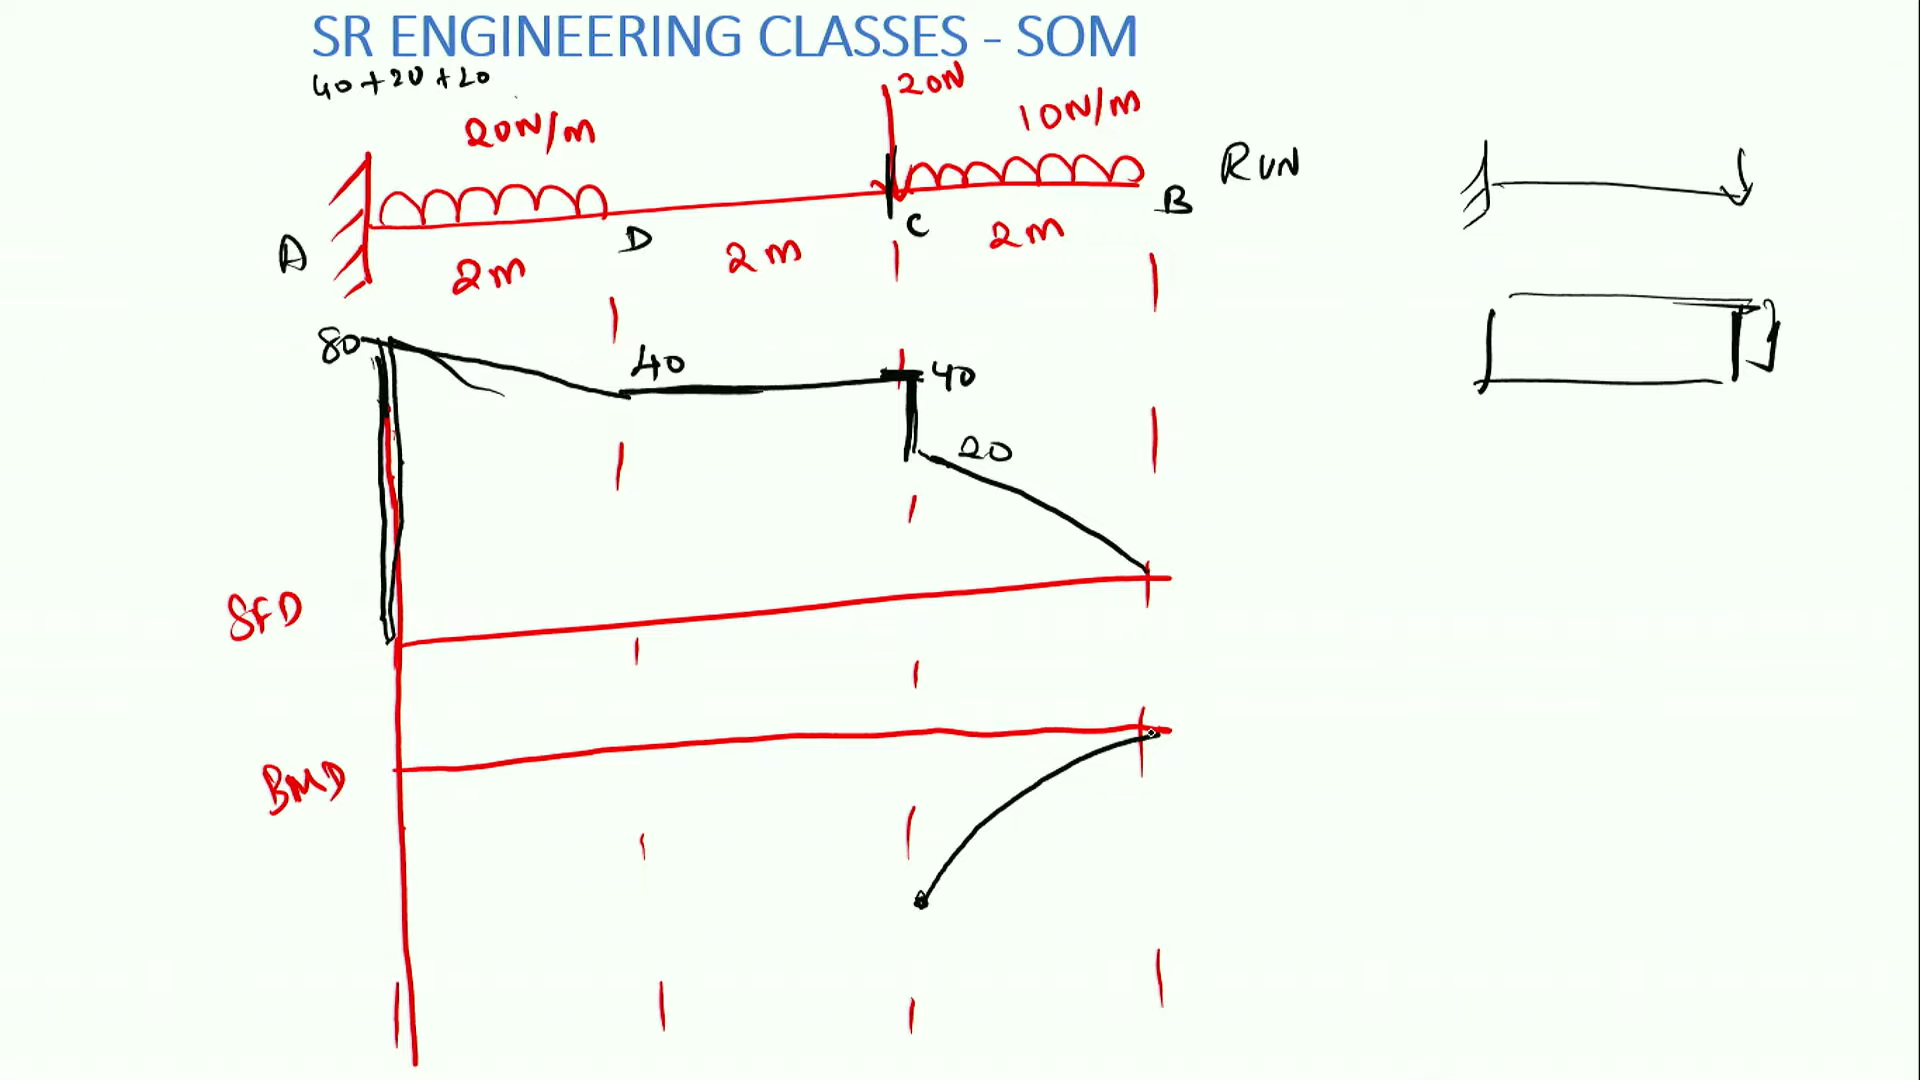 SR ENGINEERING CLASSES - SOM
40 + 20 + 20
20N
20N/m
10N/m
RUN
A
D
C
B
2m
2m
2m
80
40
40
20
SFD
BMD